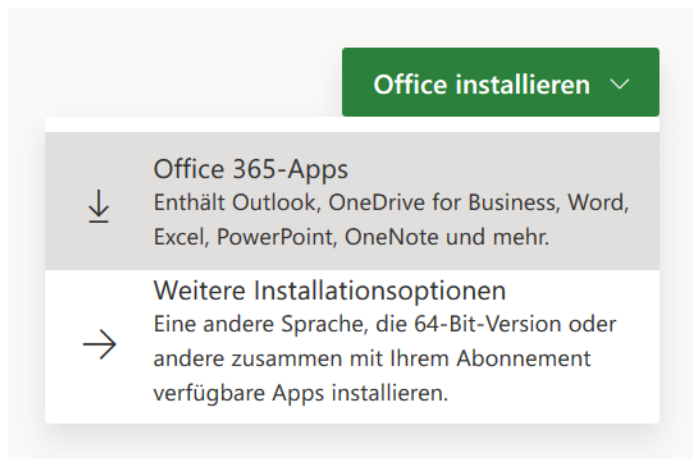 Office installieren
Office 365-Apps
Enthält Outlook, OneDrive for Business, Word,
Excel, PowerPoint, OneNote und mehr.
Weitere Installationsoptionen
Eine andere Sprache, die 64-Bit-Version oder
andere zusammen mit Ihrem Abonnement
verfügbare Apps installieren.